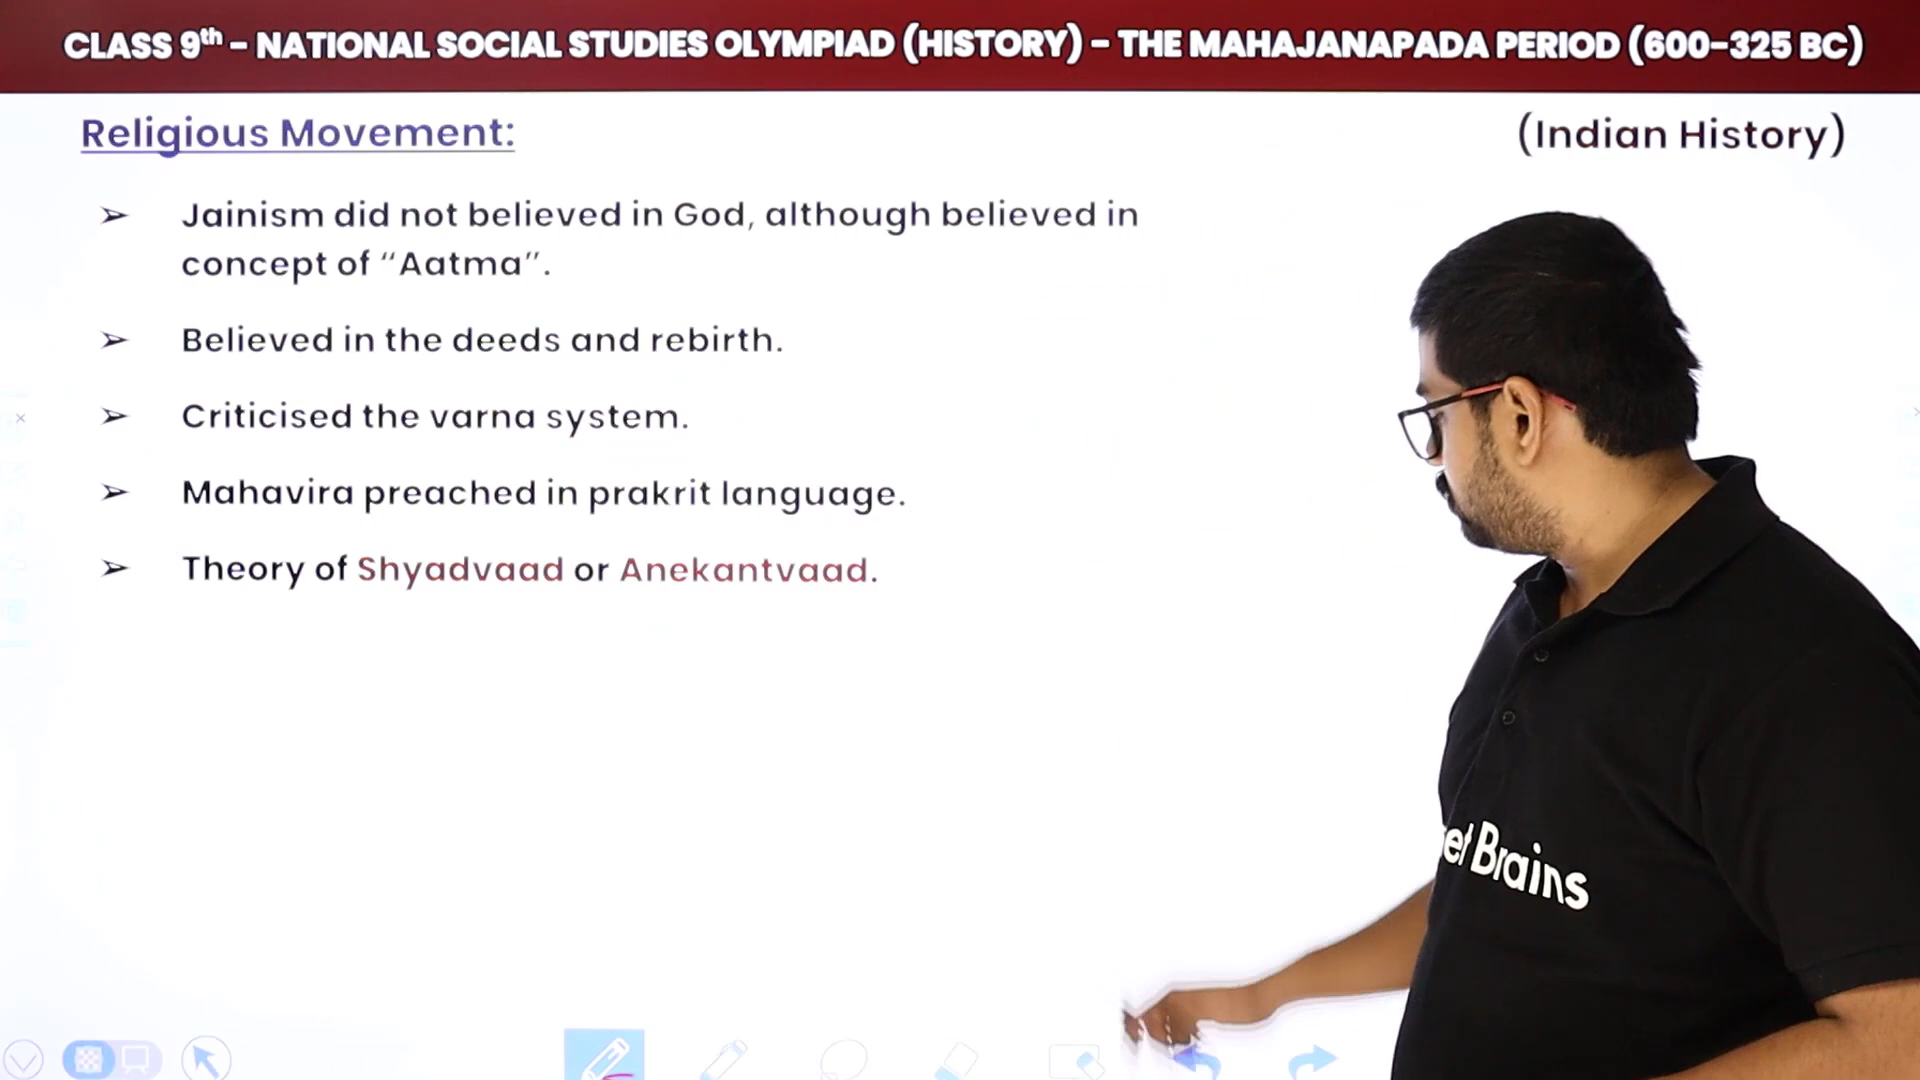 CLASS 9th - NATIONAL SOCIAL STUDIES OLYMPIAD (HISTORY) - THE MAHAJANAPADA PERIOD (600-325 BC)
Religious Movement:
(Indian History)
➢ Jainism did not believed in God, although believed in
concept of “Aatma”.
➢ Believed in the deeds and rebirth.
➢ Criticised the varna system.
➢ Mahavira preached in prakrit language.
➢ Theory of Shyadvaad or Anekantvaad.
et Brains